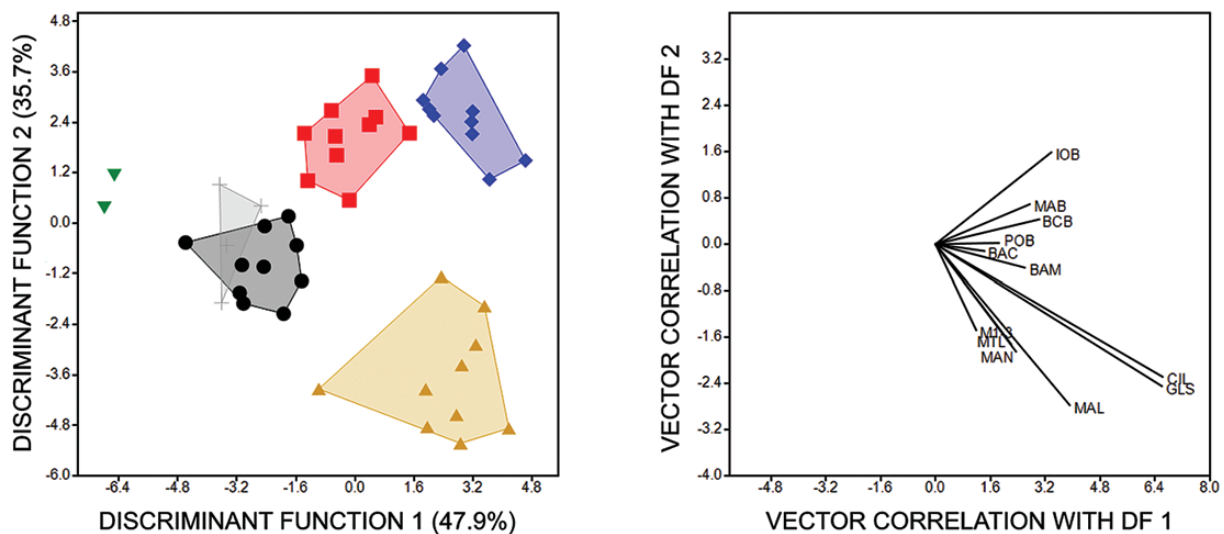 4.8
3.6
2.4
1.2
0.0
-1.2
-2.4
-3.6
-4.8
-6.0
DISCRIMINANT FUNCTION 2 (35.7%)
-6.4 -4.8 -3.2 -1.6 0.0 1.6 3.2 4.8
DISCRIMINANT FUNCTION 1 (47.9%)
3.2
2.4
1.6
0.8
0.0
-0.8
-1.6
-2.4
-3.2
-4.0
VECTOR CORRELATION WITH DF 2
IOB
MAB
BCB
POB
BAC
BAM
M1-3
MTL
MAN
CIL
GLS
MAL
-4.8 -3.2 -1.6 0.0 1.6 3.2 4.8 6.4 8.0
VECTOR CORRELATION WITH DF 1